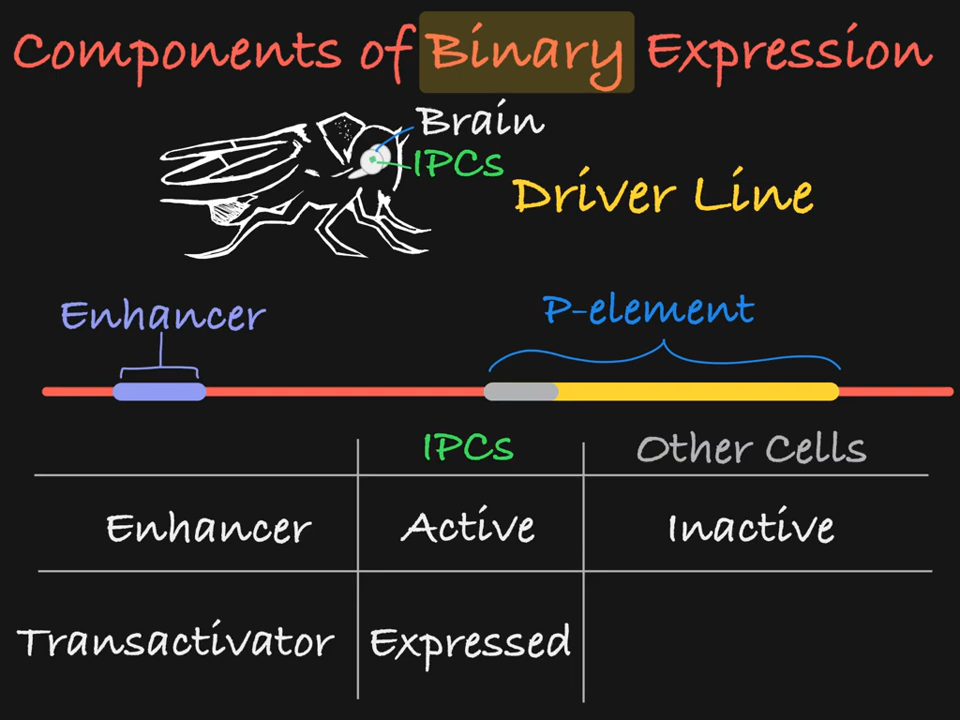 Components of Binary Expression
Brain
IPCs
Driver Line
Enhancer
P-element
IPCs Other Cells
Enhancer Active Inactive
Transactivator Expressed